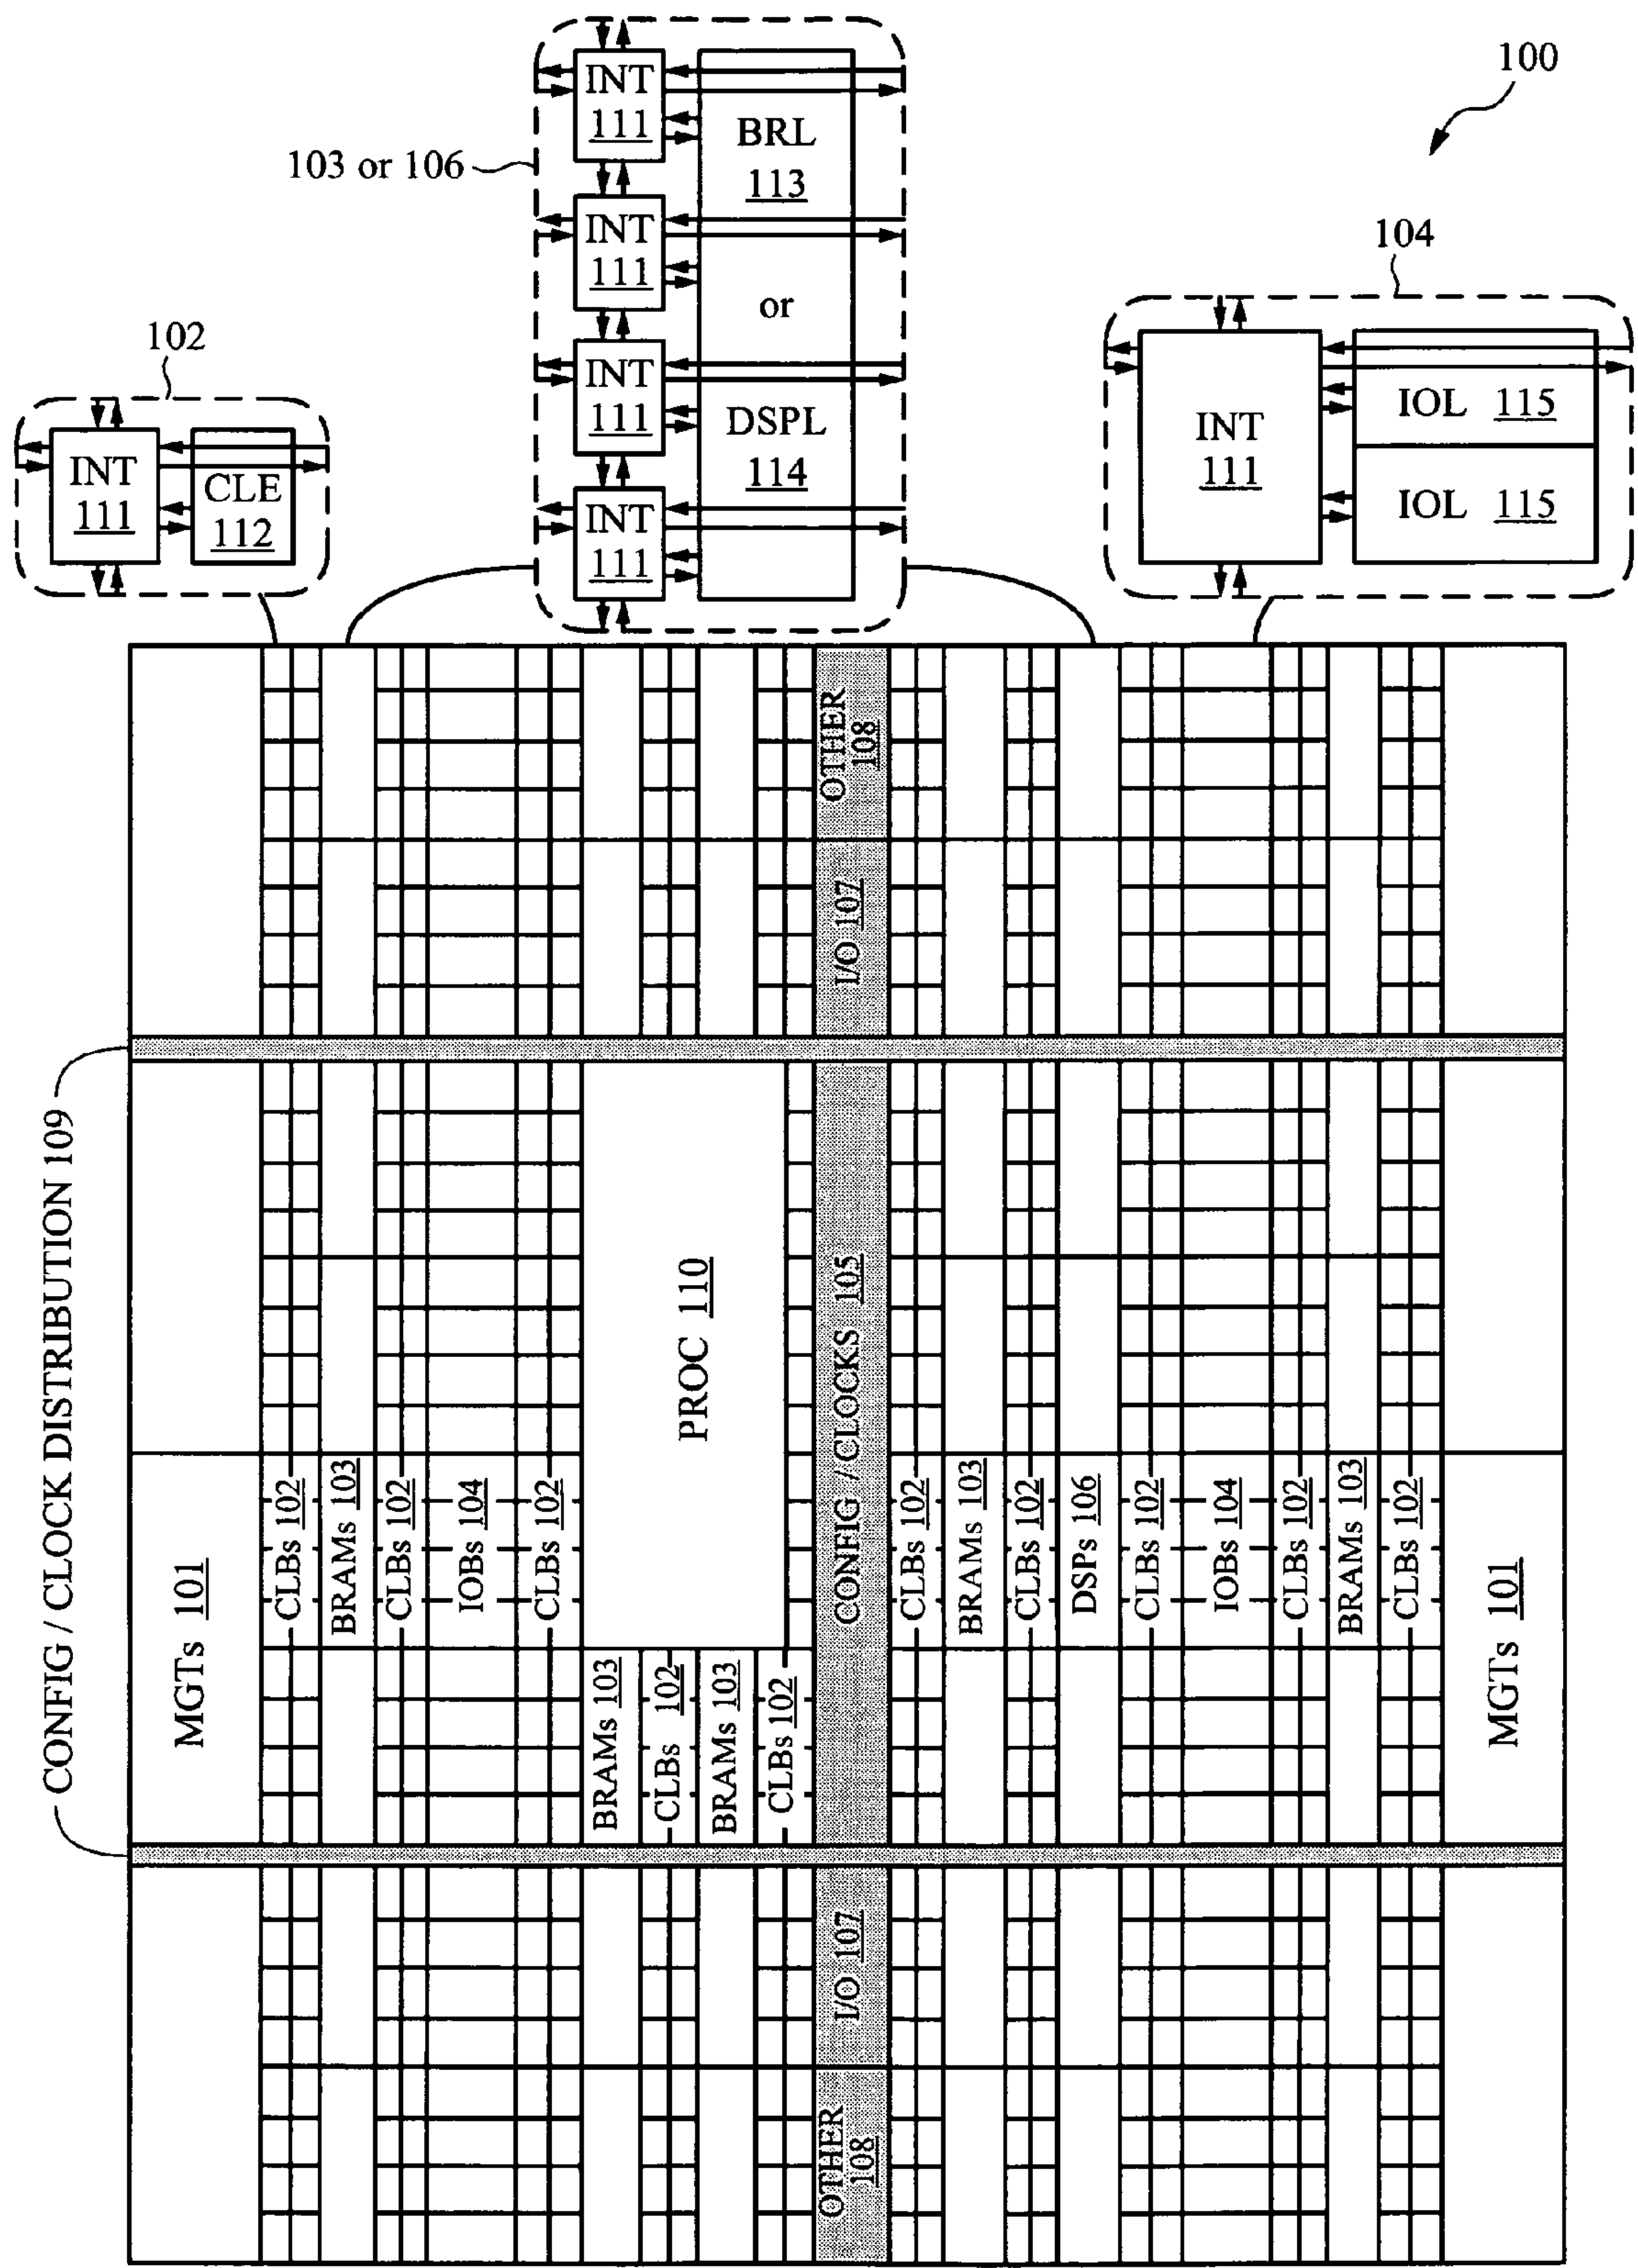 100
103 or 106
INT
111
INT
111
INT
111
INT
111
BRL
113
or
DSPL
114
104
INT
111
IOL 115
IOL 115
102
INT
111
CLE
112
OTHER
108
I/O 107
CONFIG / CLOCK DISTRIBUTION 109
PROC 110
CONFIG / CLOCKS 105
MGTs 101
CLBs 102
BRAMs 103
CLBs 102
IOBs 104
CLBs 102
BRAMs 103
CLBs 102
BRAMs 103
CLBs 102
CLBs 102
BRAMs 103
CLBs 102
DSPs 106
CLBs 102
IOBs 104
CLBs 102
BRAMs 103
CLBs 102
MGTs 101
I/O 107
OTHER
108